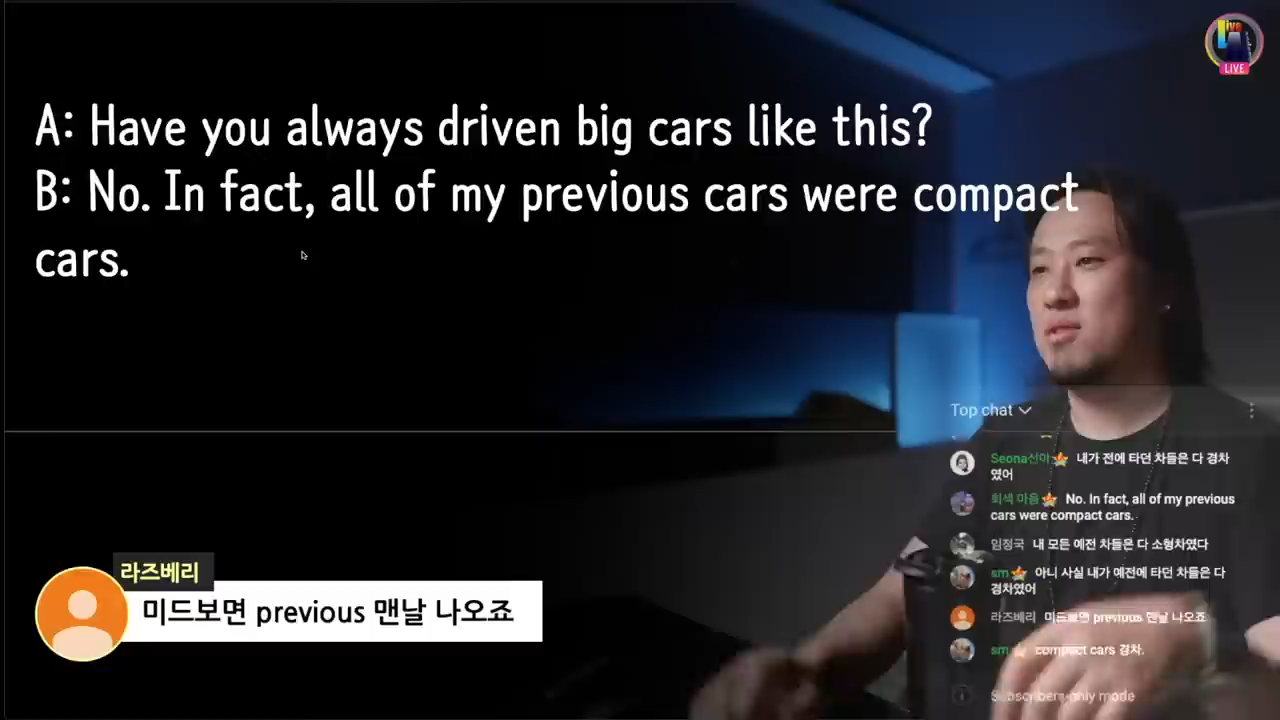 Live
LIVE
A: Have you always driven big cars like this?
B: No. In fact, all of my previous cars were compact
cars.
Top chat
Seona선아 내가 전에 타던 차들은 다 경차
였어
회색 마음 No. In fact, all of my previous
cars were compact cars.
임정국 내 모든 예전 차들은 다 소형차였다
sm 아니 사실 내가 예전에 타던 차들은 다
경차였어
라즈베리 미드보면 previous 맨날 나오죠
sm compact cars 경차.
Subscribers-only mode
라즈베리
미드보면 previous 맨날 나오죠